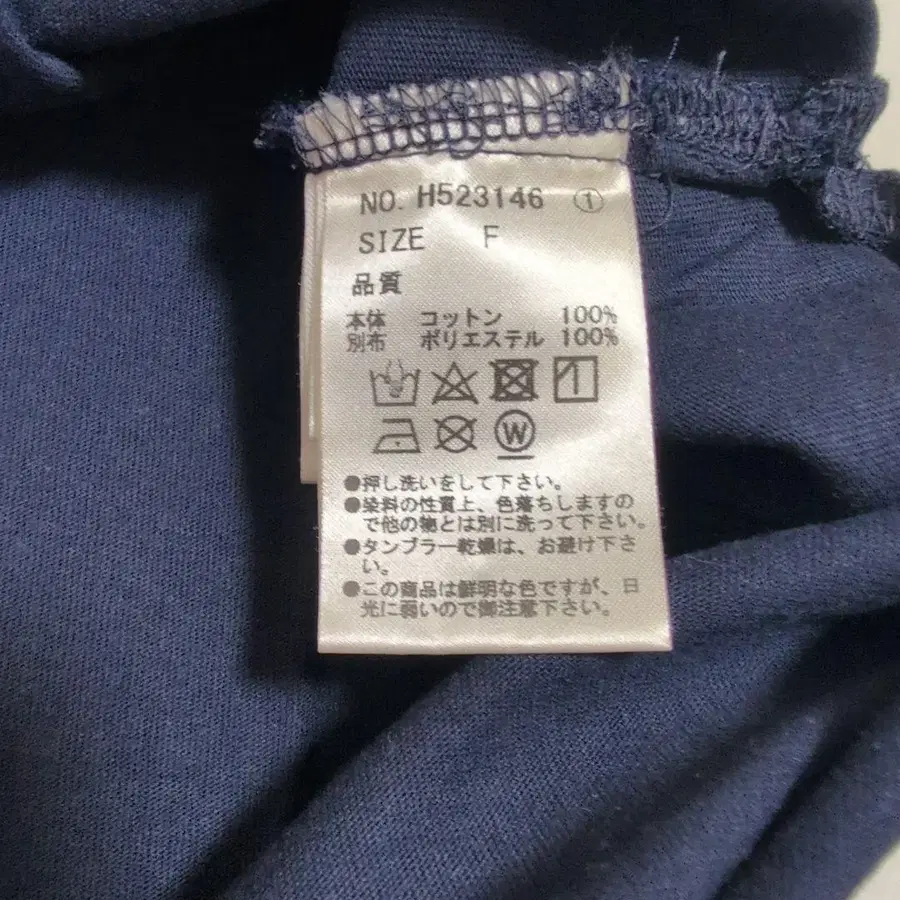 NO. H523146 ①
SIZE F
品質
本体 コットン 100%
別布 ポリエステル 100%
W
●押し洗いをして下さい。
●染料の性質上、色落ちしますの
で他の物とは別に洗って下さい。
●タンブラー乾燥は、お避け下さ
い。
●この商品は鮮明な色ですが、日
光に弱いので御注意下さい。